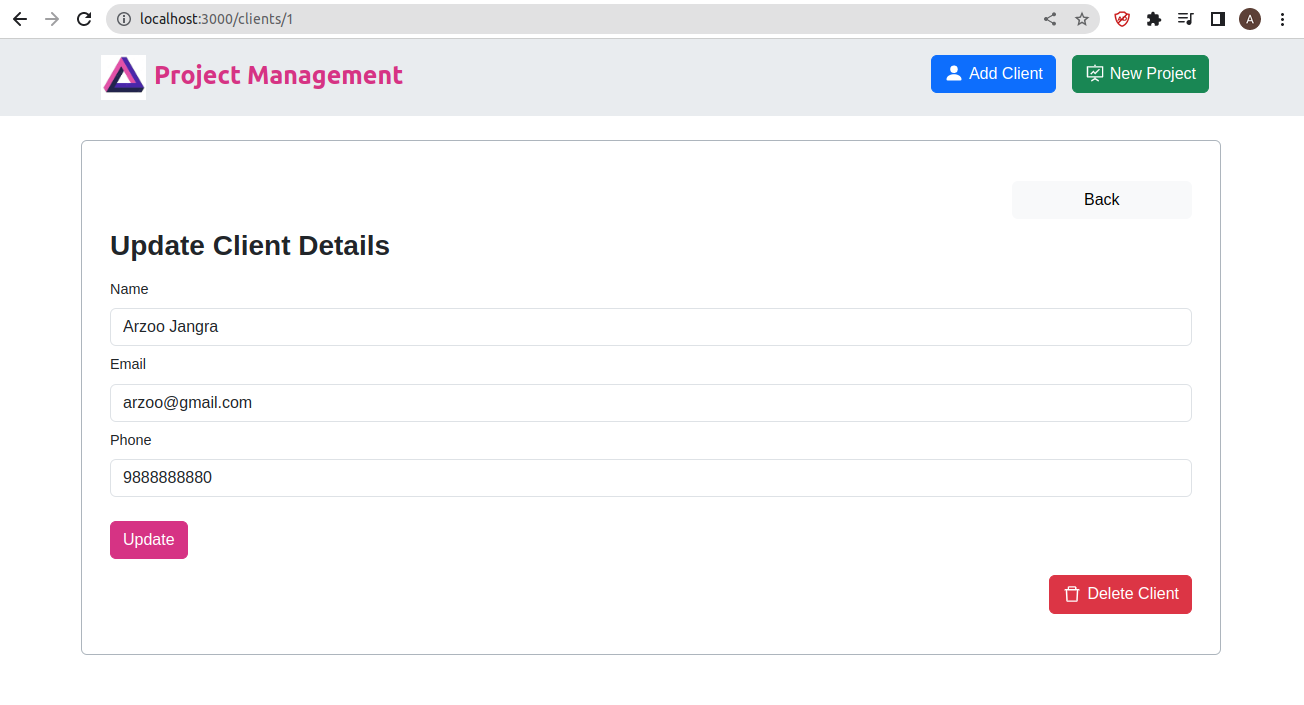 localhost:3000/clients/1
A
Project Management
Add Client
New Project
Back
Update Client Details
Name
Arzoo Jangra
Email
arzoo@gmail.com
Phone
9888888880
Update
Delete Client